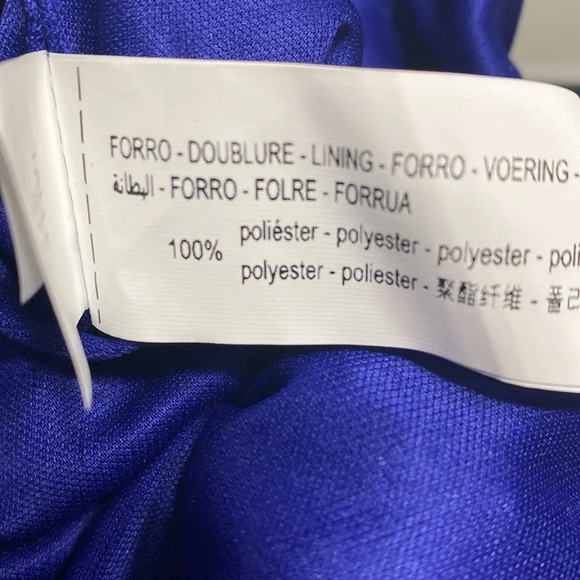 FORRO - DOUBLURE - LINING - FORRO - VOERING -
البطانة - FORRO - FOLRE - FORRUA
100% poliéster - polyester - polyester - poli
polyester - poliester - 聚酯纤维 -